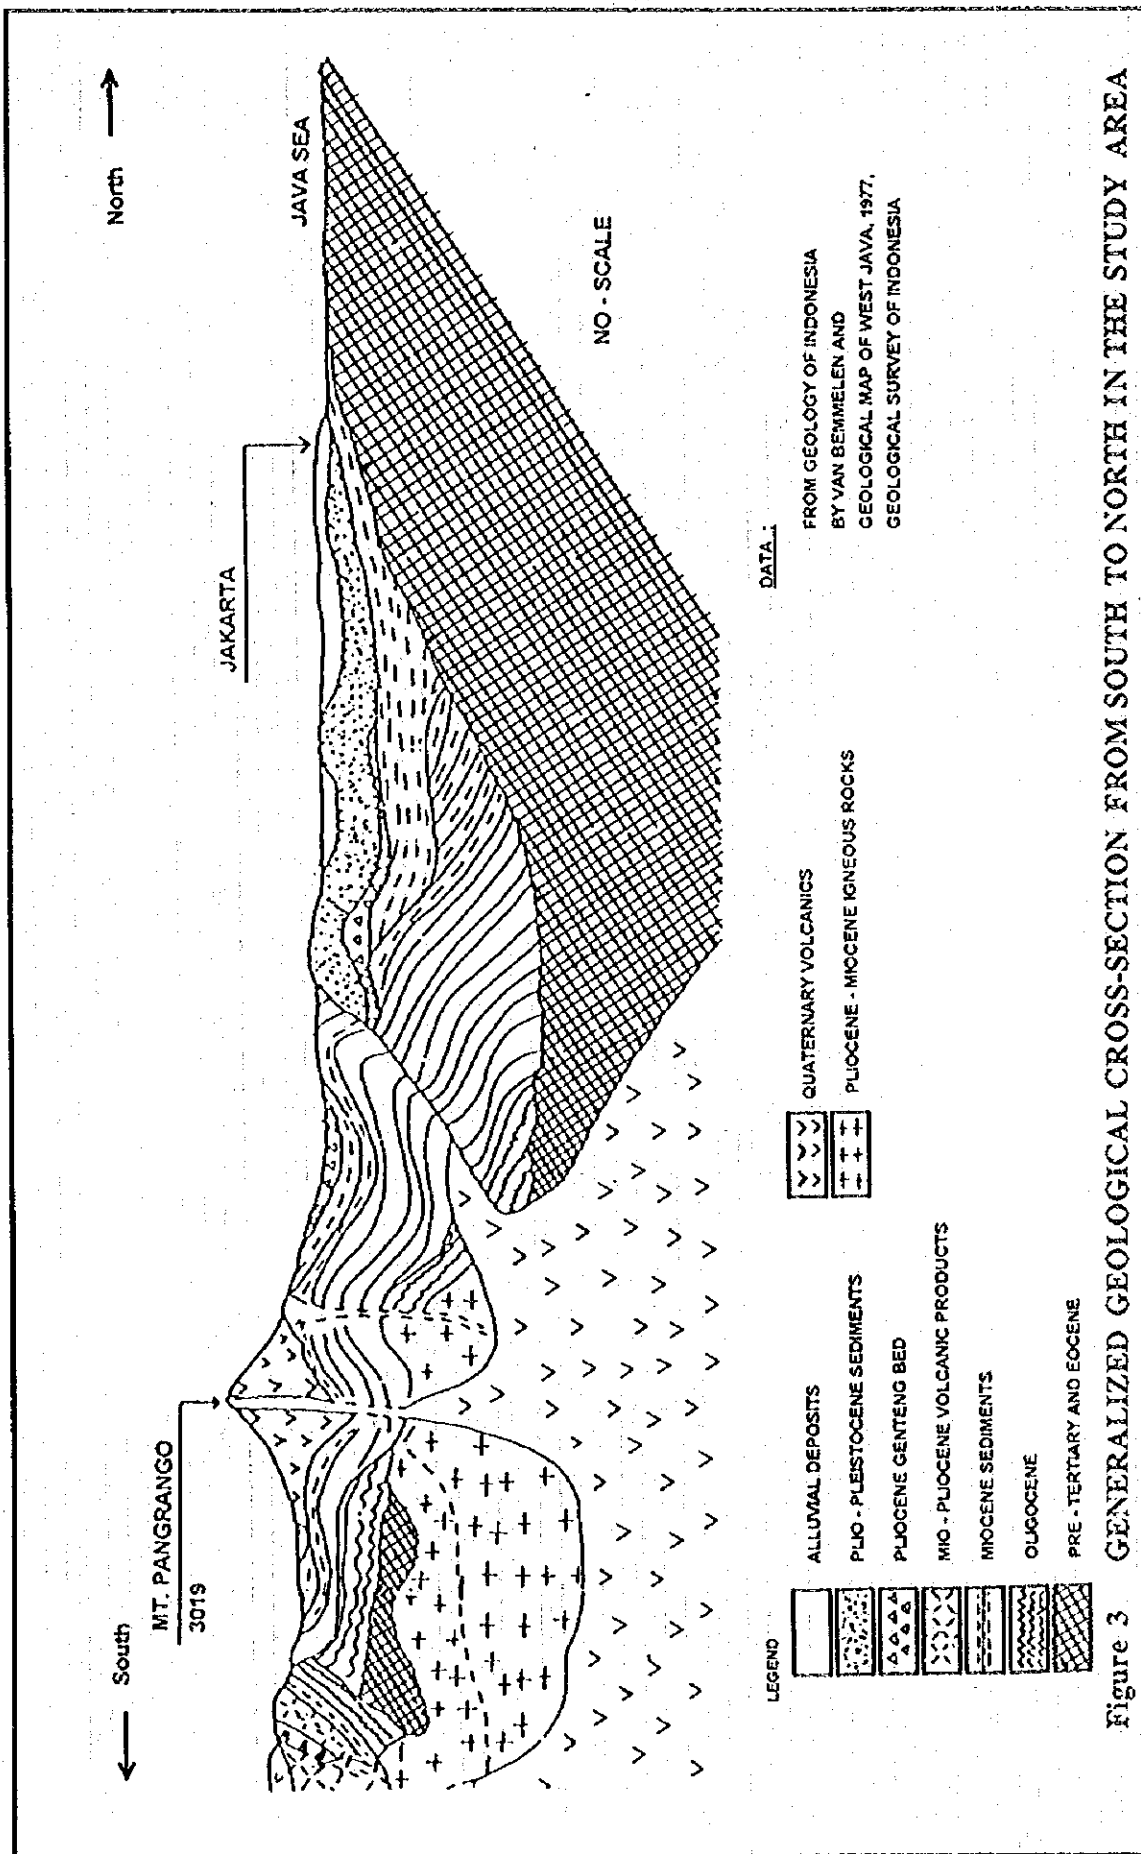 ← South
North →
MT. PANGRANGO
3019
JAKARTA
JAVA SEA
NO - SCALE
LEGEND
ALLUVIAL DEPOSITS
PLIO - PLEISTOCENE SEDIMENTS
PLIOCENE GENTENG BED
MIO - PLIOCENE VOLCANIC PRODUCTS
MIOCENE SEDIMENTS
OLIGOCENE
PRE - TERTIARY AND EOCENE
QUATERNARY VOLCANICS
PLIOCENE - MIOCENE IGNEOUS ROCKS
DATA :
FROM GEOLOGY OF INDONESIA
BY VAN BEMMELEN AND
GEOLOGICAL MAP OF WEST JAVA, 1977,
GEOLOGICAL SURVEY OF INDONESIA
Figure 3 GENERALIZED GEOLOGICAL CROSS-SECTION FROM SOUTH TO NORTH IN THE STUDY AREA